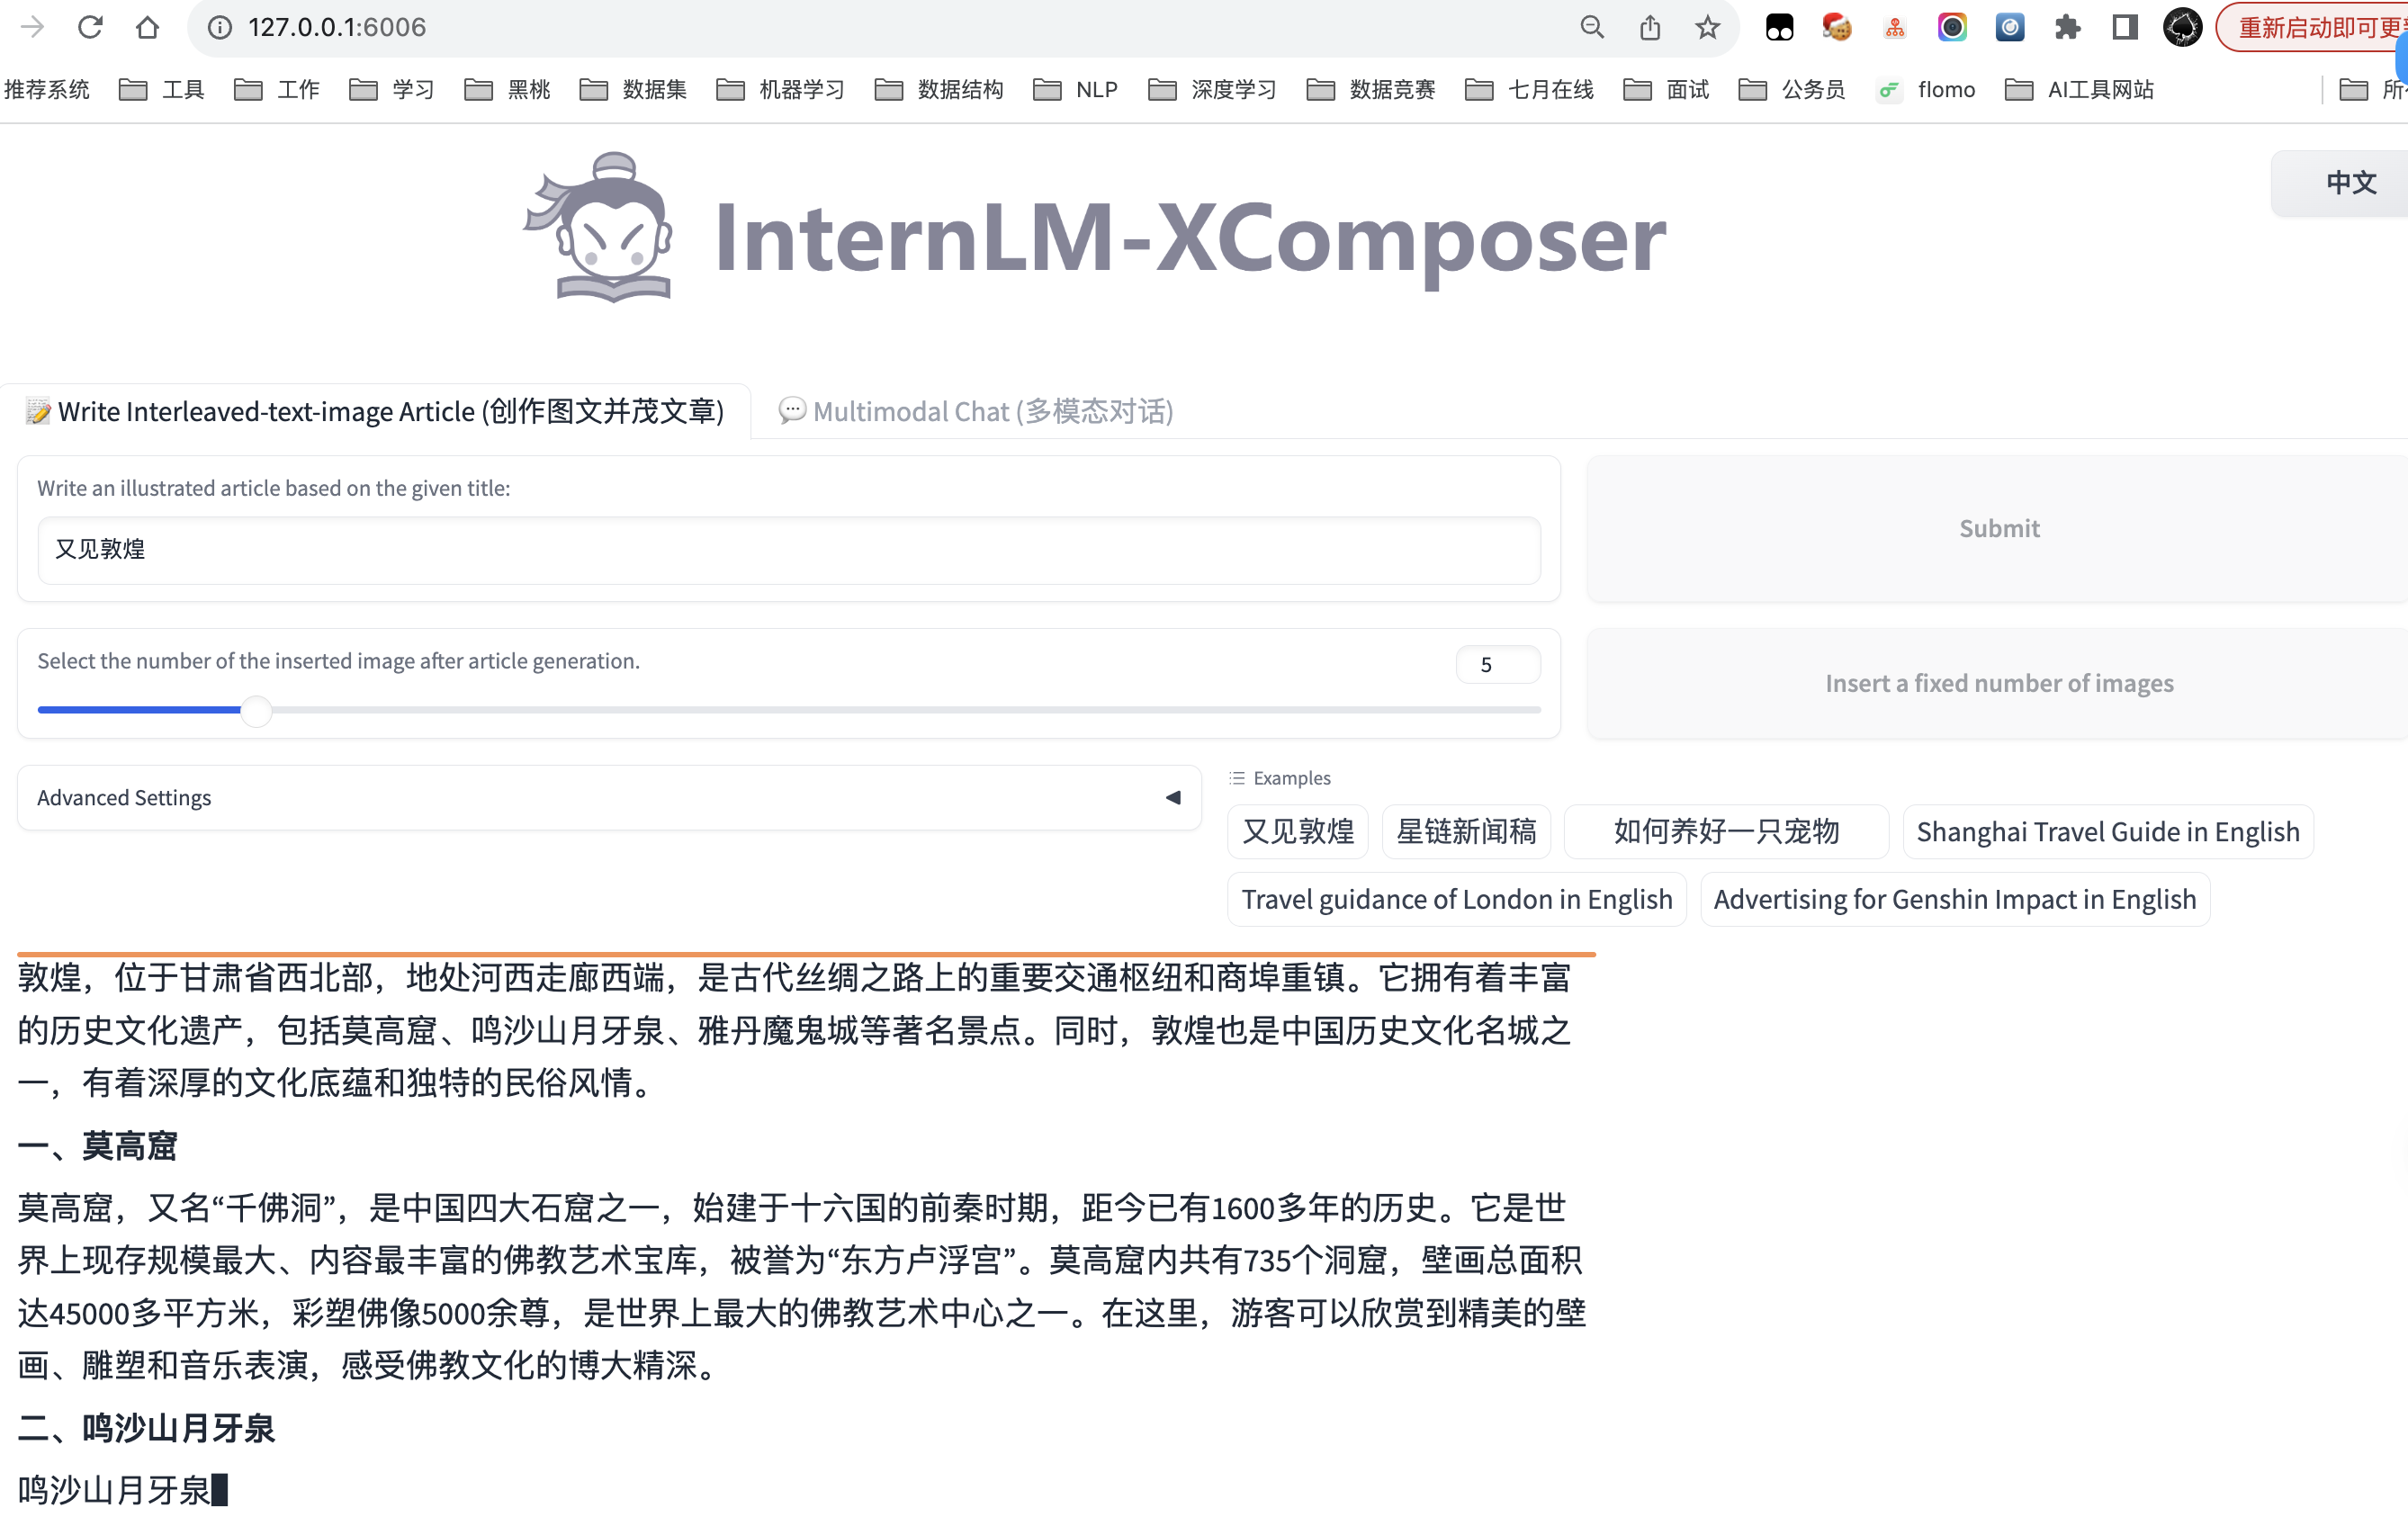 127.0.0.1:6006
重新启动即可更
推荐系统 工具 工作 学习 黑桃 数据集 机器学习 数据结构 NLP 深度学习 数据竞赛 七月在线 面试 公务员 flomo AI工具网站
中文
InternLM-XComposer
Write Interleaved-text-image Article (创作图文并茂文章) Multimodal Chat (多模态对话)
Write an illustrated article based on the given title:
又见敦煌
Submit
Select the number of the inserted image after article generation. 5
Insert a fixed number of images
Advanced Settings
Examples
又见敦煌 星链新闻稿 如何养好一只宠物 Shanghai Travel Guide in English
Travel guidance of London in English Advertising for Genshin Impact in English
敦煌，位于甘肃省西北部，地处河西走廊西端，是古代丝绸之路上的重要交通枢纽和商埠重镇。它拥有着丰富
的历史文化遗产，包括莫高窟、鸣沙山月牙泉、雅丹魔鬼城等著名景点。同时，敦煌也是中国历史文化名城之
一，有着深厚的文化底蕴和独特的民俗风情。
一、莫高窟
莫高窟，又名“千佛洞”，是中国四大石窟之一，始建于十六国的前秦时期，距今已有1600多年的历史。它是世
界上现存规模最大、内容最丰富的佛教艺术宝库，被誉为“东方卢浮宫”。莫高窟内共有735个洞窟，壁画总面积
达45000多平方米，彩塑佛像5000余尊，是世界上最大的佛教艺术中心之一。在这里，游客可以欣赏到精美的壁
画、雕塑和音乐表演，感受佛教文化的博大精深。
二、鸣沙山月牙泉
鸣沙山月牙泉